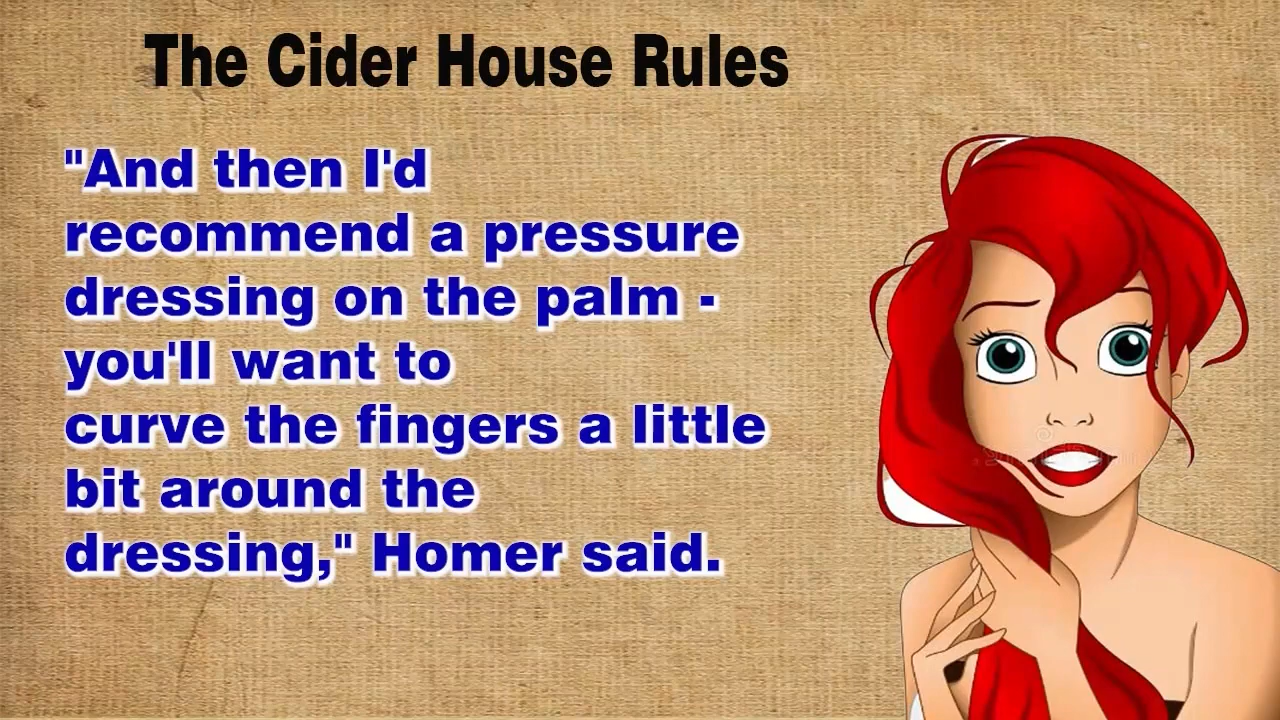 The Cider House Rules
"And then I'd
recommend a pressure
dressing on the palm -
you'll want to
curve the fingers a little
bit around the
dressing," Homer said.